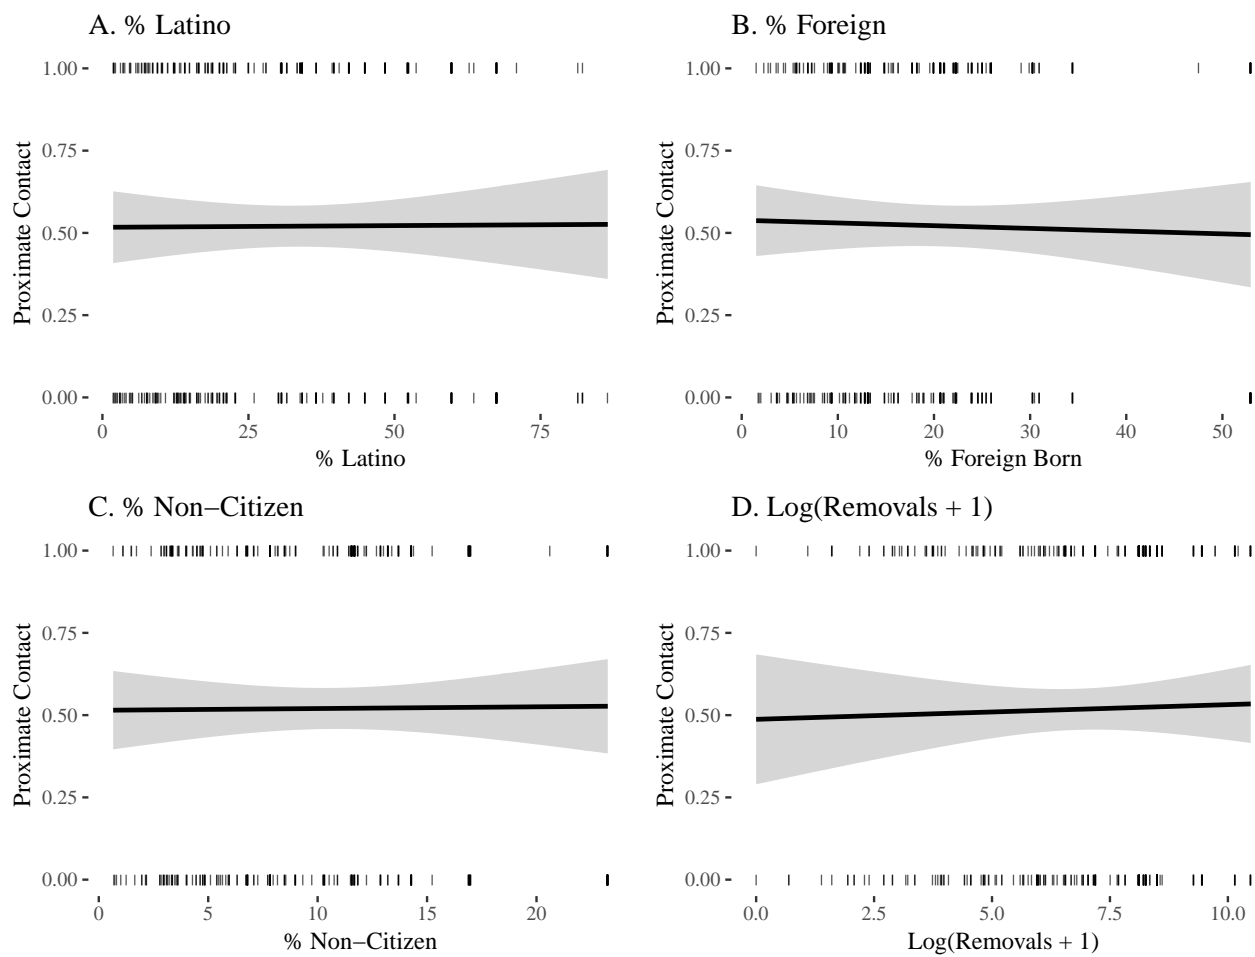 A. % Latino
1.00
0.75
0.50
0.25
0.00
Proximate Contact
0 25 50 75
% Latino
B. % Foreign
1.00
0.75
0.50
0.25
0.00
Proximate Contact
0 10 20 30 40 50
% Foreign Born
C. % Non−Citizen
1.00
0.75
0.50
0.25
0.00
Proximate Contact
0 5 10 15 20
% Non−Citizen
D. Log(Removals + 1)
1.00
0.75
0.50
0.25
0.00
Proximate Contact
0.0 2.5 5.0 7.5 10.0
Log(Removals + 1)